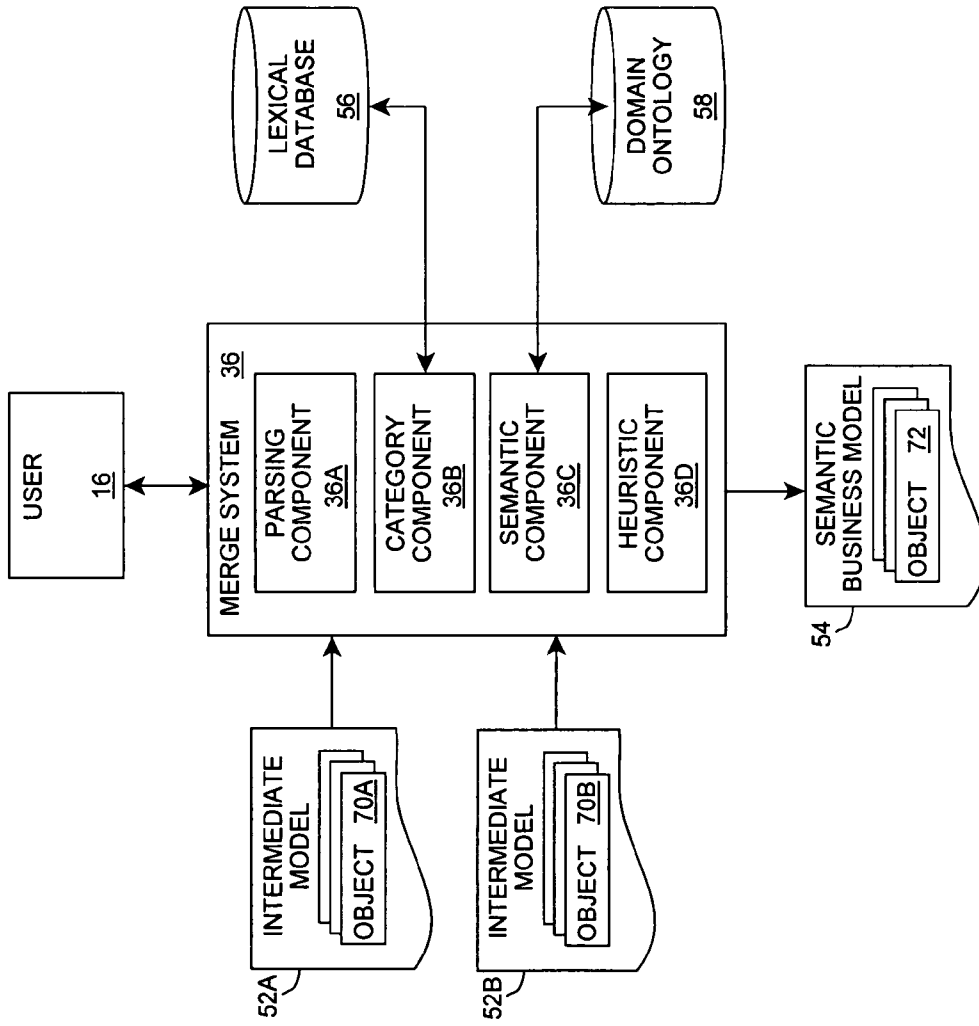 USER
16
MERGE SYSTEM 36
PARSING
COMPONENT
36A
CATEGORY
COMPONENT
36B
SEMANTIC
COMPONENT
36C
HEURISTIC
COMPONENT
36D
LEXICAL
DATABASE
56
DOMAIN
ONTOLOGY
58
52A
INTERMEDIATE
MODEL
OBJECT 70A
52B
INTERMEDIATE
MODEL
OBJECT 70B
54
SEMANTIC
BUSINESS MODEL
OBJECT 72